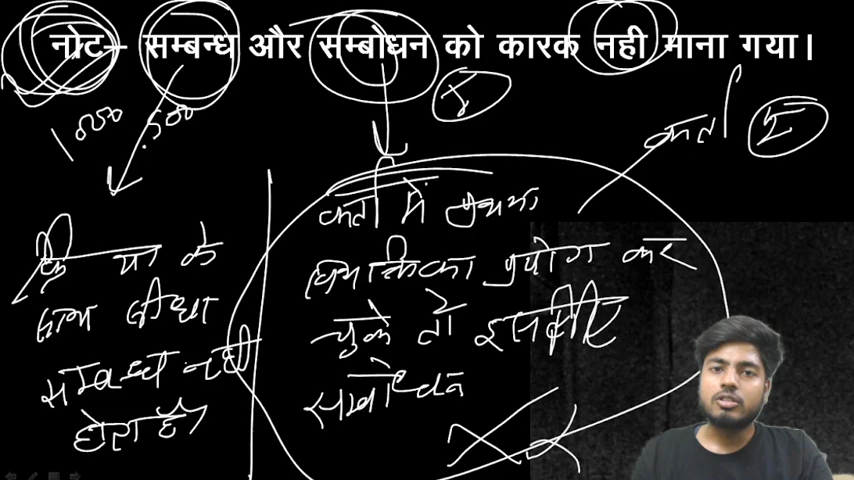 नोट- सम्बन्ध और सम्बोधन को कारक नही माना गया।
I
कर्ता I
1000 .500
कर्ता में प्रथमा
विभक्ति का प्रयोग कर
चुके तो इसलीए
सम्बोधन
क्रिया के
साथ सीधा
सम्बन्ध नही
होता है